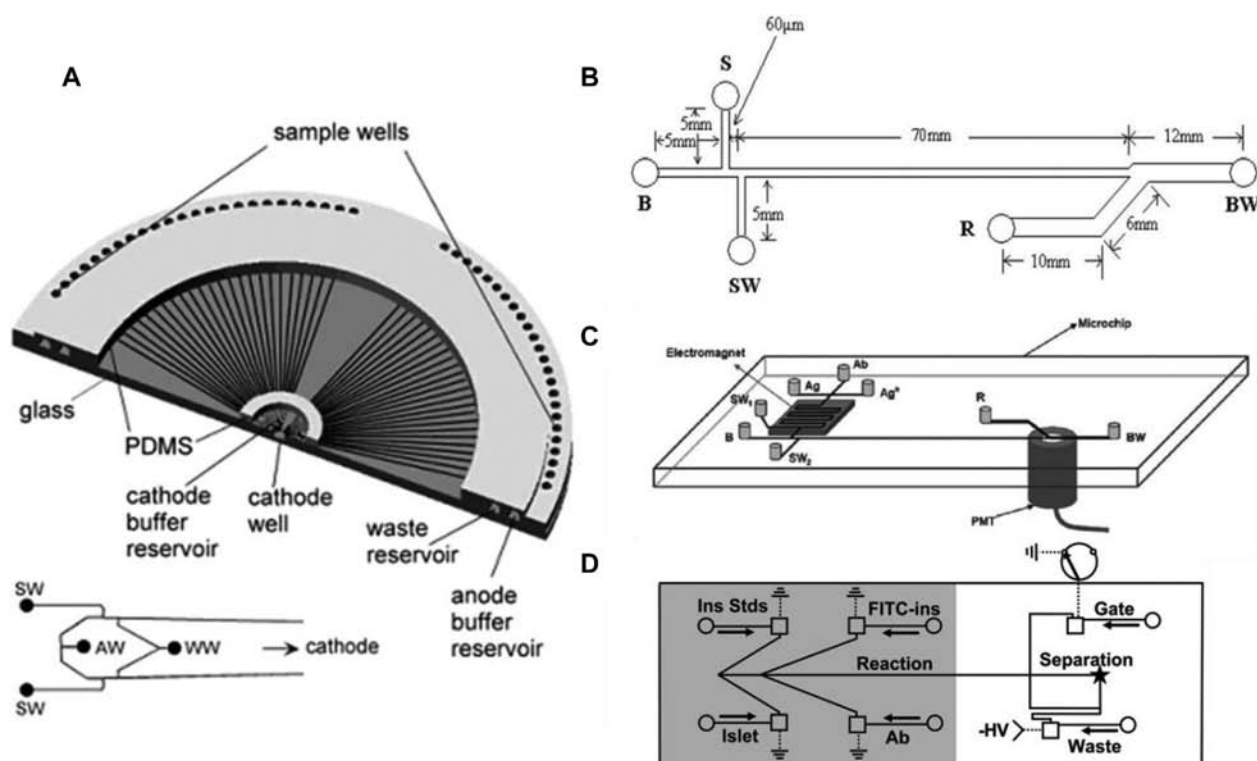 A
sample wells
glass
PDMS
cathode
buffer
reservoir
cathode
well
waste
reservoir
anode
buffer
reservoir
SW
AW
WW
cathode
SW
B
60μm
S
5mm
5mm
70mm
12mm
B
5mm
SW
R
10mm
6mm
BW
C
Microchip
Electromagnet
Ab
Ag
Ag*
SW1
B
SW2
R
BW
PMT
D
Ins Stds
FITC-ins
Gate
Reaction
Separation
Islet
Ab
-HV
Waste